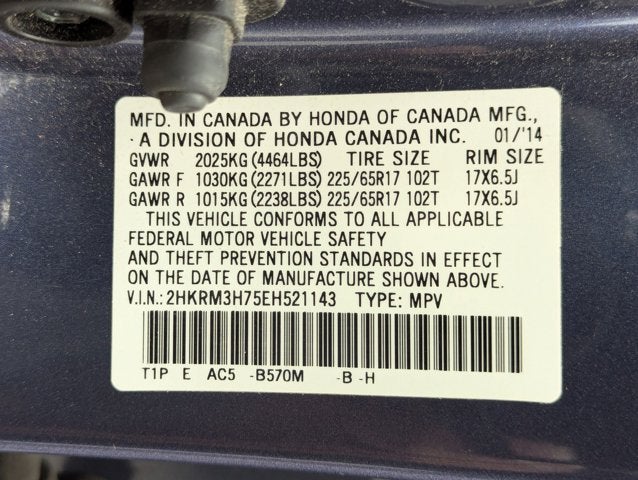 MFD. IN CANADA BY HONDA OF CANADA MFG.,
A DIVISION OF HONDA CANADA INC. 01/'14
GVWR 2025KG(4464LBS) TIRE SIZE RIM SIZE
GAWR F 1030KG(2271LBS) 225/65R17 102T 17X6.5J
GAWR R 1015KG(2238LBS) 225/65R17 102T 17X6.5J
THIS VEHICLE CONFORMS TO ALL APPLICABLE
FEDERAL MOTOR VEHICLE SAFETY
AND THEFT PREVENTION STANDARDS IN EFFECT
ON THE DATE OF MANUFACTURE SHOWN ABOVE.
V.I.N.: 2HKRM3H75EH521143 TYPE: MPV
T1P E AC5 -B570M -B -H